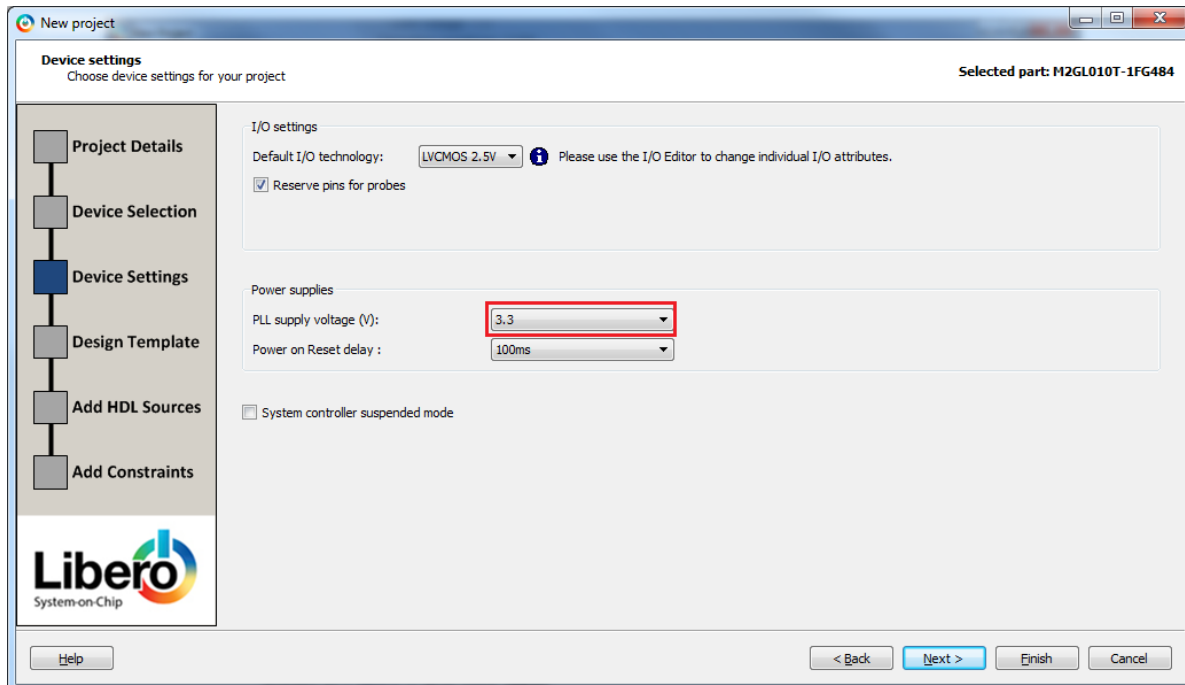 New project
Device settings
Choose device settings for your project
Selected part: M2GL010T-1FG484
Project Details
Device Selection
Device Settings
Design Template
Add HDL Sources
Add Constraints
Libero
System-on-Chip
I/O settings
Default I/O technology: LVCMOS 2.5V Please use the I/O Editor to change individual I/O attributes.
Reserve pins for probes
Power supplies
PLL supply voltage (V): 3.3
Power on Reset delay : 100ms
System controller suspended mode
Help < Back Next > Finish Cancel